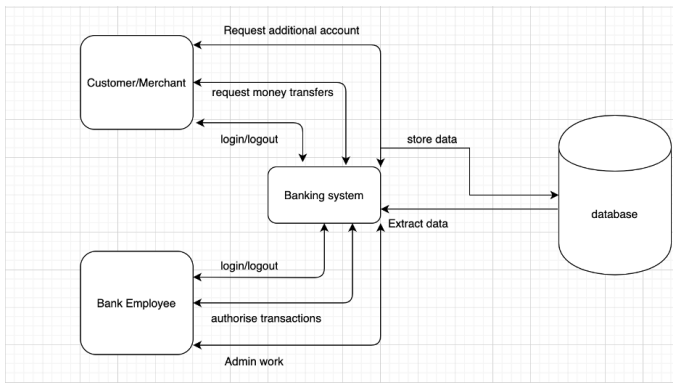 Request additional account
Customer/Merchant
request money transfers
login/logout
store data
Banking system
database
Extract data
login/logout
Bank Employee
authorise transactions
Admin work